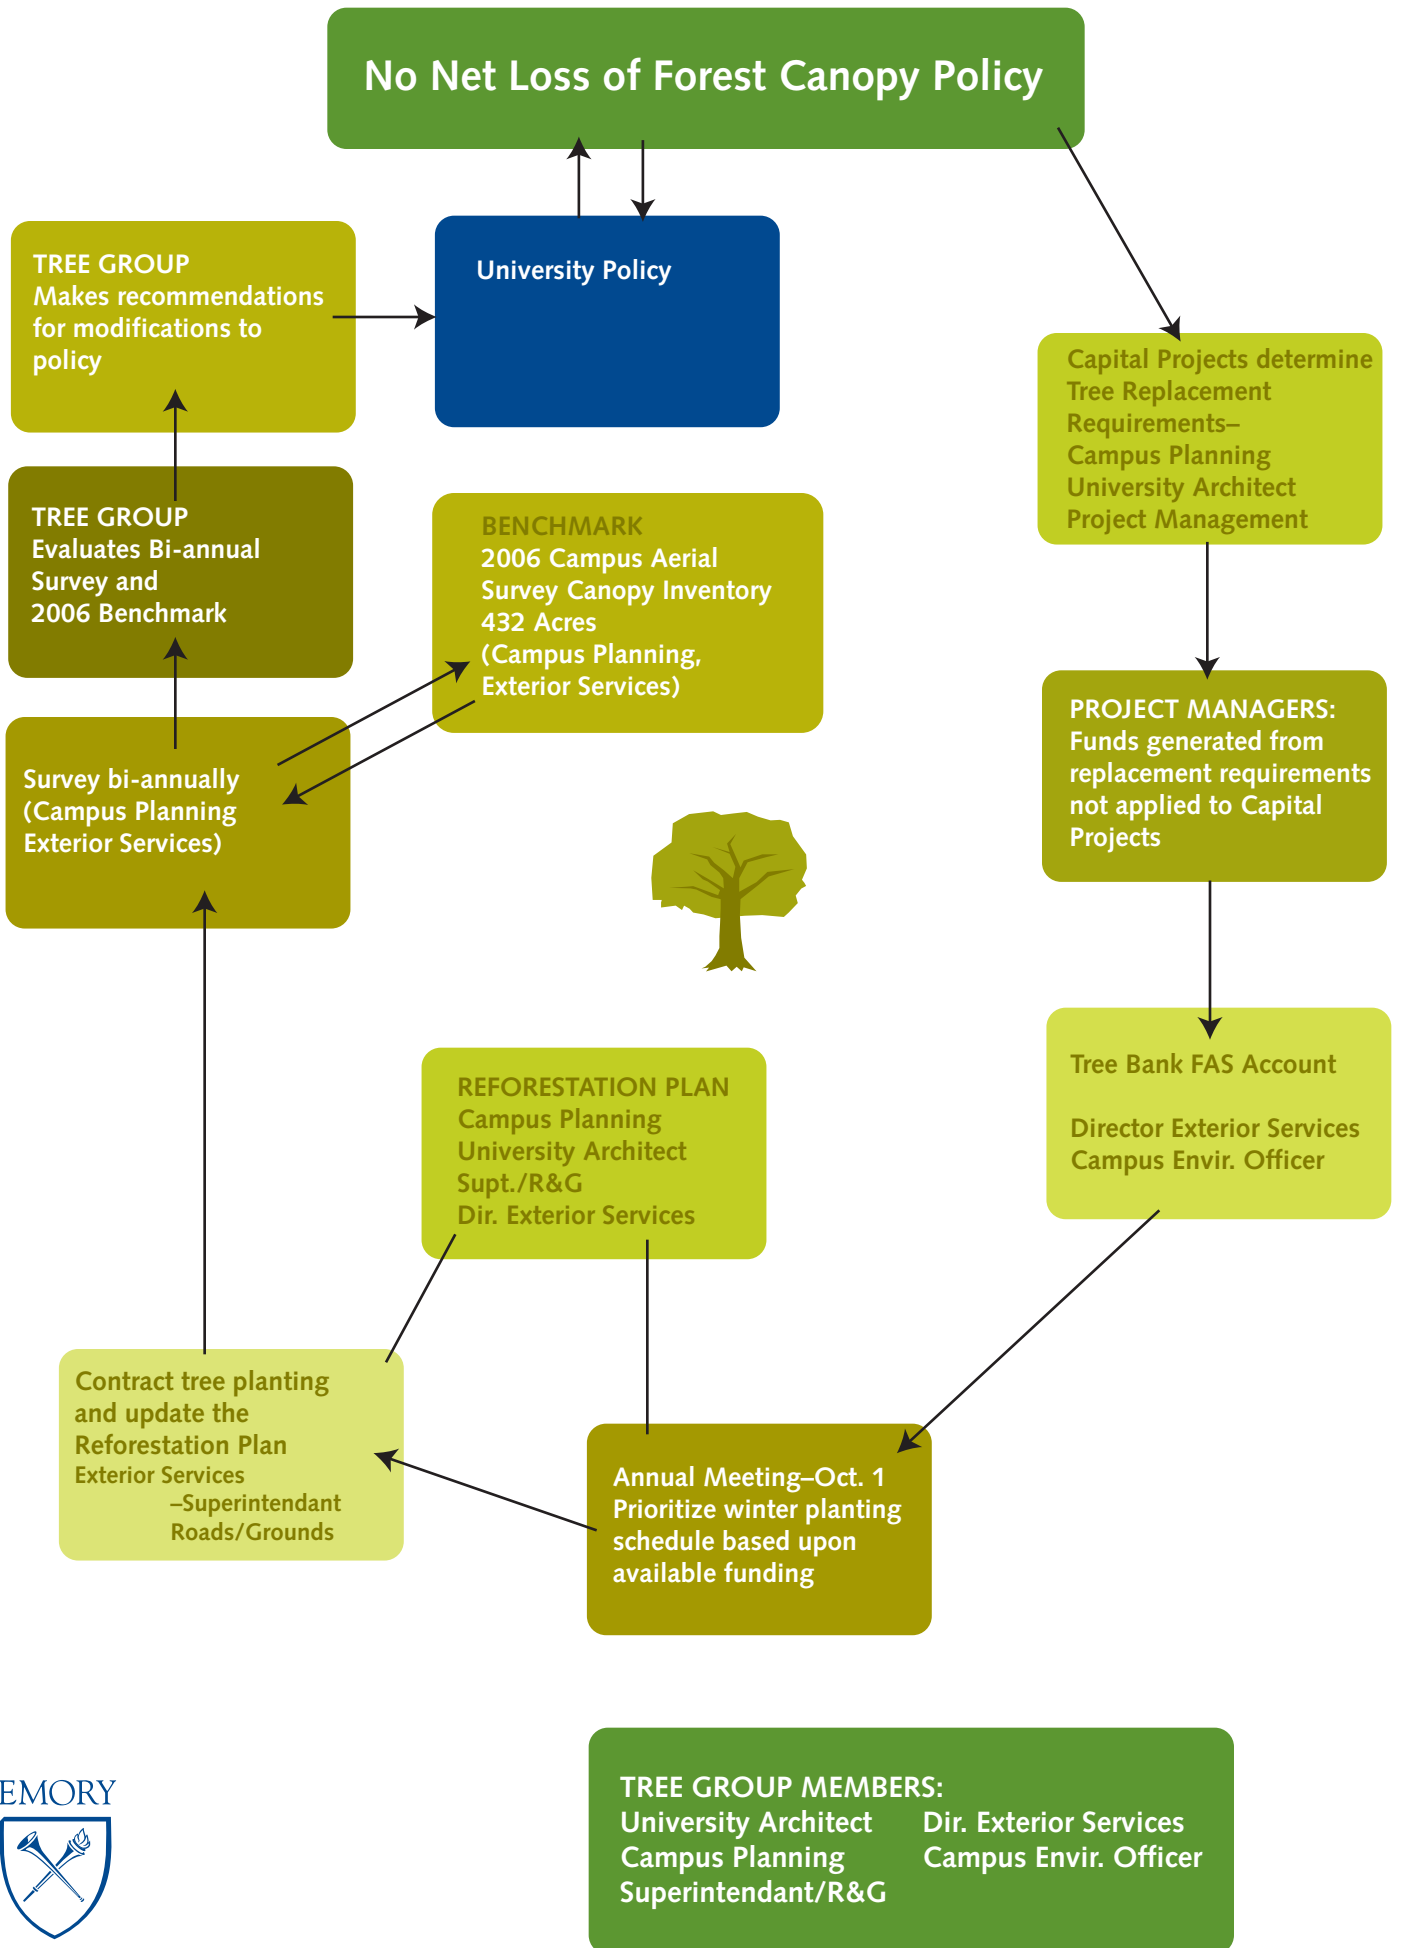 No Net Loss of Forest Canopy Policy
TREE GROUP
Makes recommendations
for modifications to
policy
University Policy
Capital Projects determine
Tree Replacement
Requirements–
Campus Planning
University Architect
Project Management
TREE GROUP
Evaluates Bi-annual
Survey and
2006 Benchmark
BENCHMARK
2006 Campus Aerial
Survey Canopy Inventory
432 Acres
(Campus Planning,
Exterior Services)
PROJECT MANAGERS:
Funds generated from
replacement requirements
not applied to Capital
Projects
Survey bi-annually
(Campus Planning
Exterior Services)
Tree Bank FAS Account
Director Exterior Services
Campus Envir. Officer
REFORESTATION PLAN
Campus Planning
University Architect
Supt./R&G
Dir. Exterior Services
Contract tree planting
and update the
Reforestation Plan
Exterior Services
–Superintendant
Roads/Grounds
Annual Meeting–Oct. 1
Prioritize winter planting
schedule based upon
available funding
TREE GROUP MEMBERS:
University Architect Dir. Exterior Services
Campus Planning Campus Envir. Officer
Superintendant/R&G
EMORY